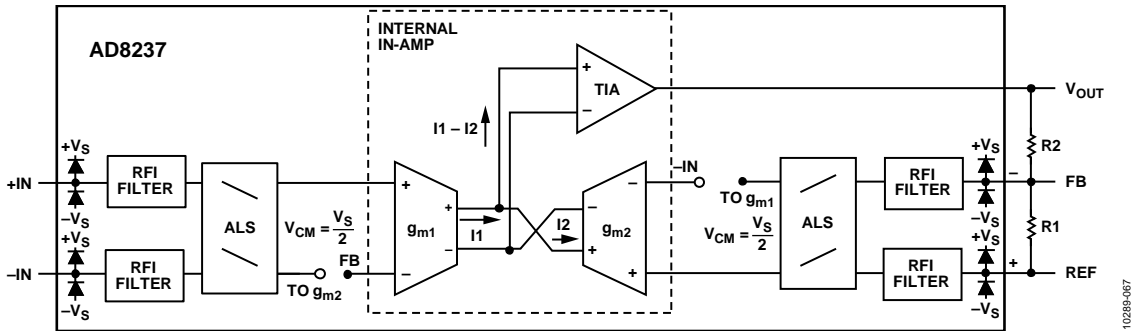 AD8237
INTERNAL
IN-AMP
TIA
+
–
VOUT
I1 – I2
R2
+VS
RFI
FILTER
+IN
–VS
ALS
VCM = VS/2
+
–
gm1
+
–
I1
I2
gm2
–
+
–
+
–IN
TO gm1
VCM = VS/2
ALS
RFI
FILTER
+VS
–
–VS
FB
R1
+VS
–IN
–VS
RFI
FILTER
TO gm2
FB
RFI
FILTER
+VS
+
–VS
REF
10289-067